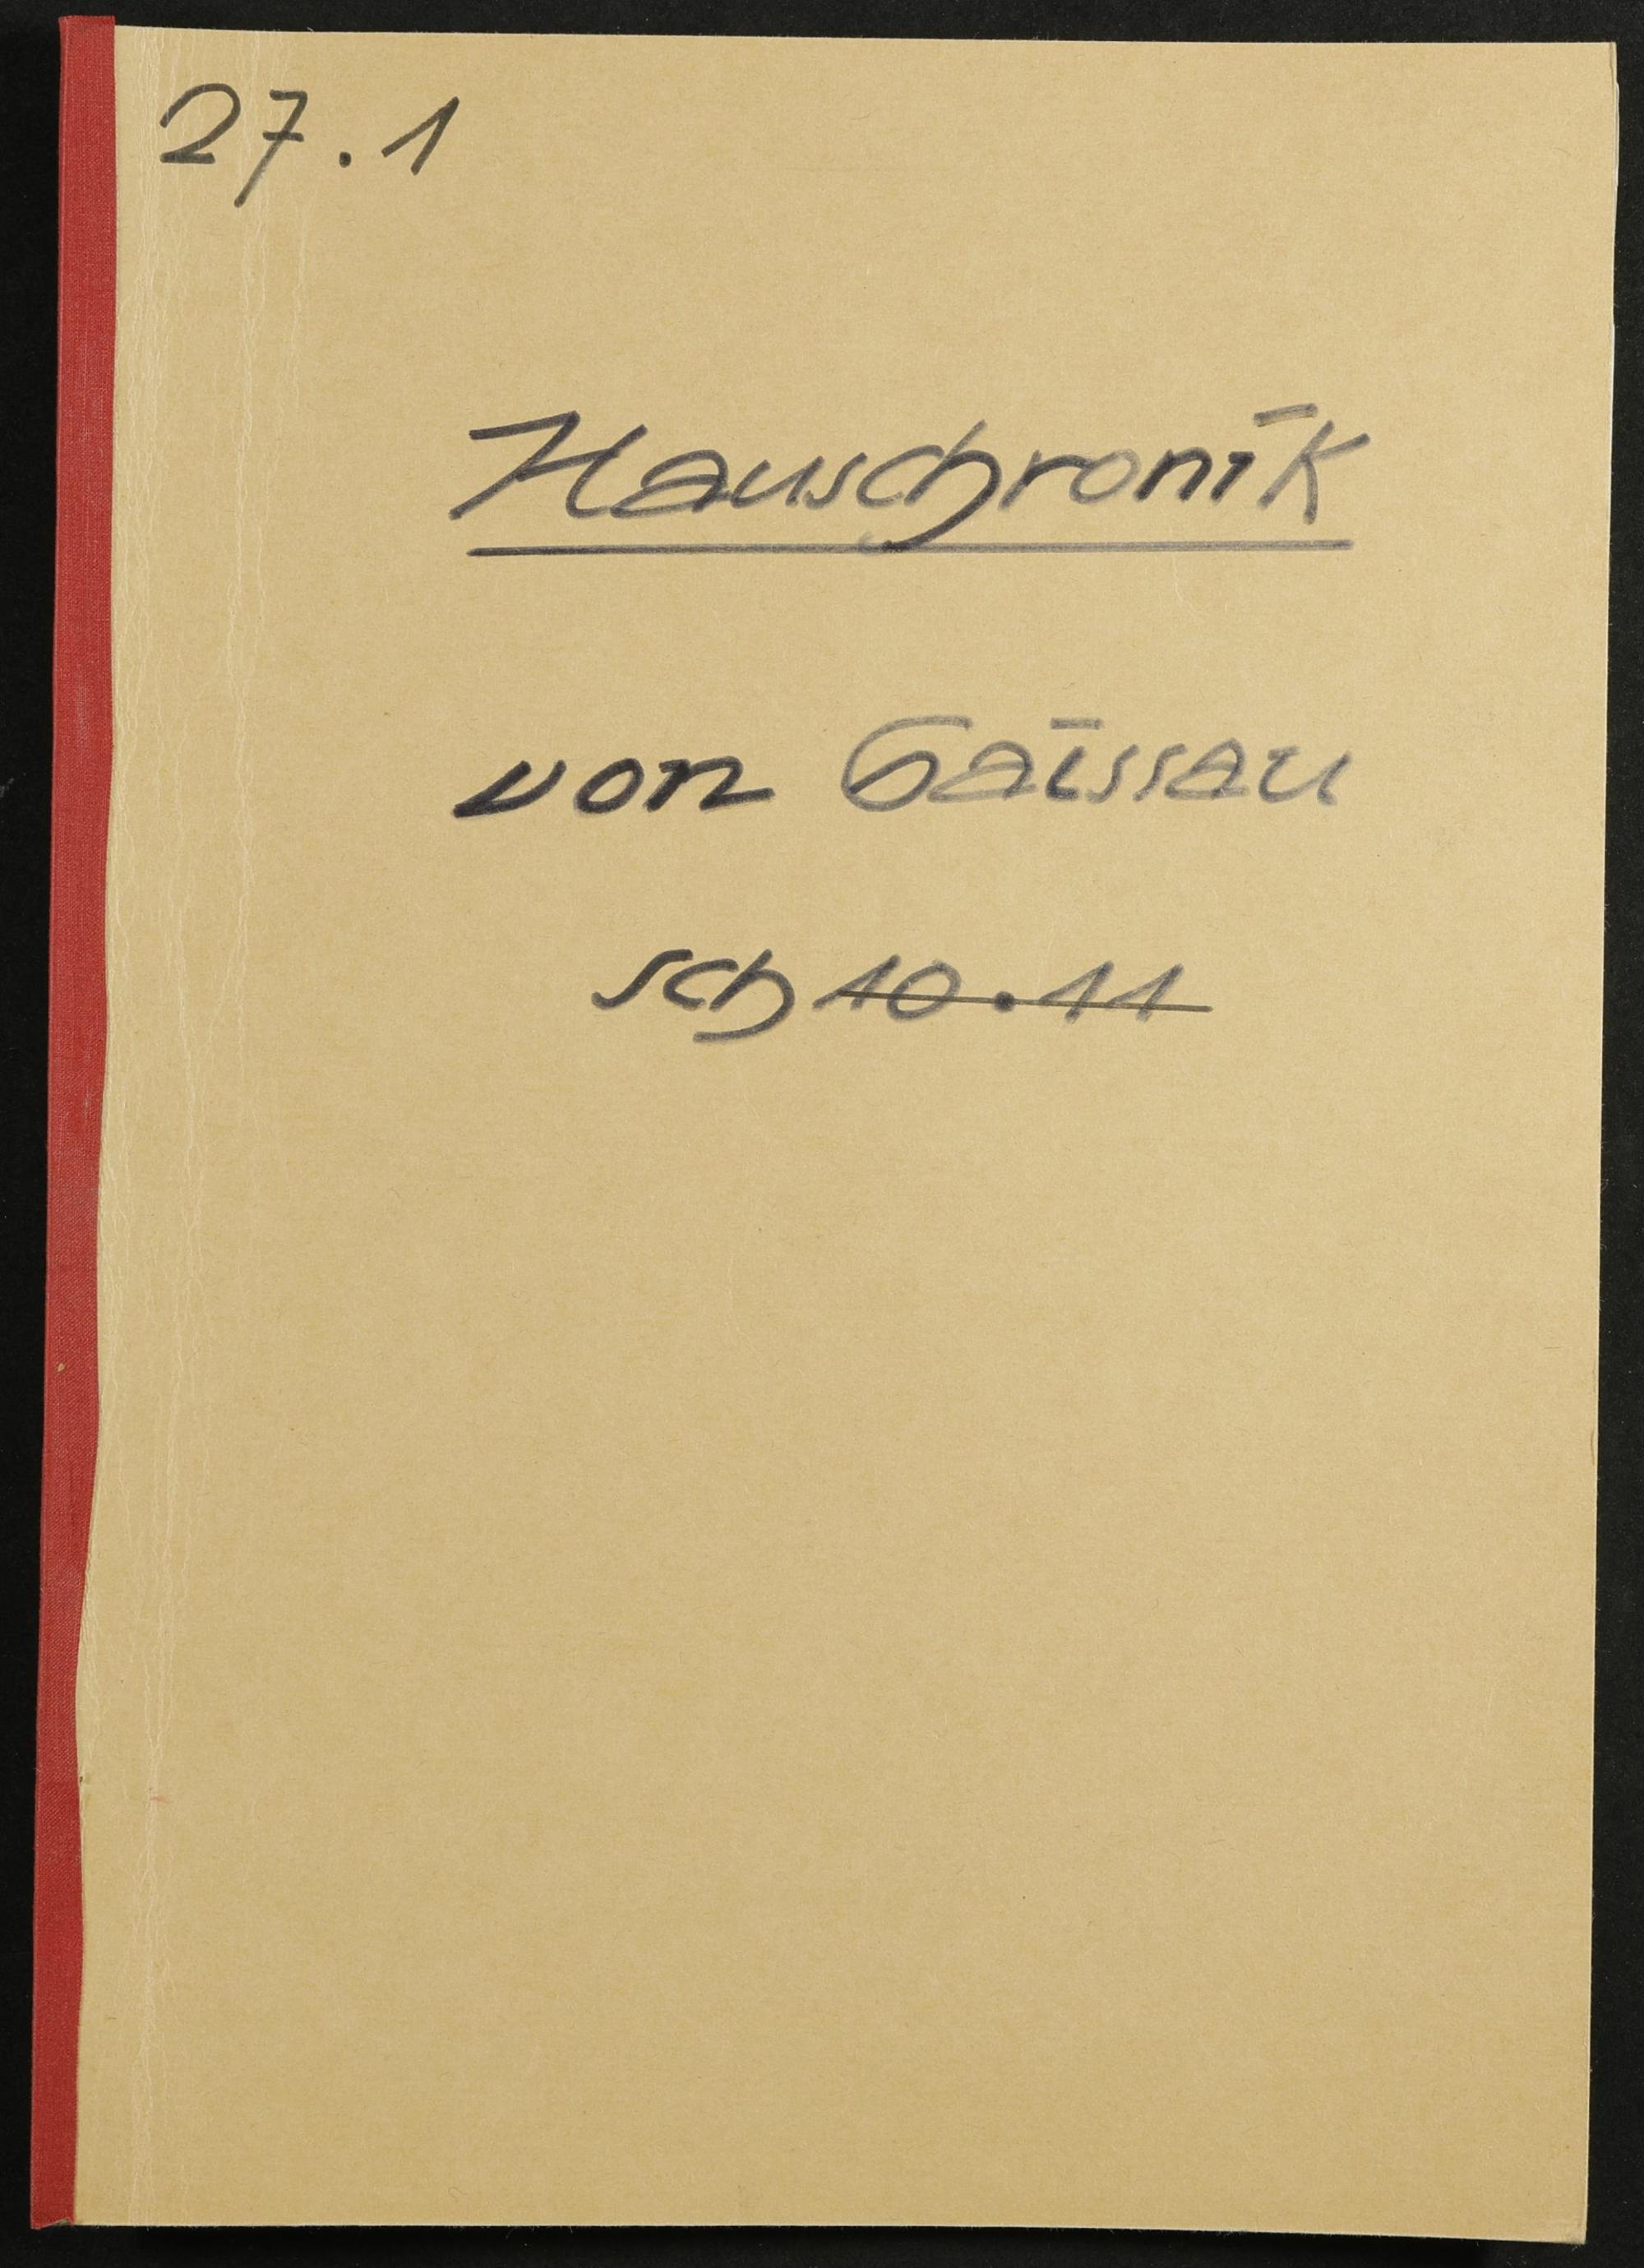 27.1
Hauschronik
von Gaissau
Sch 10.11